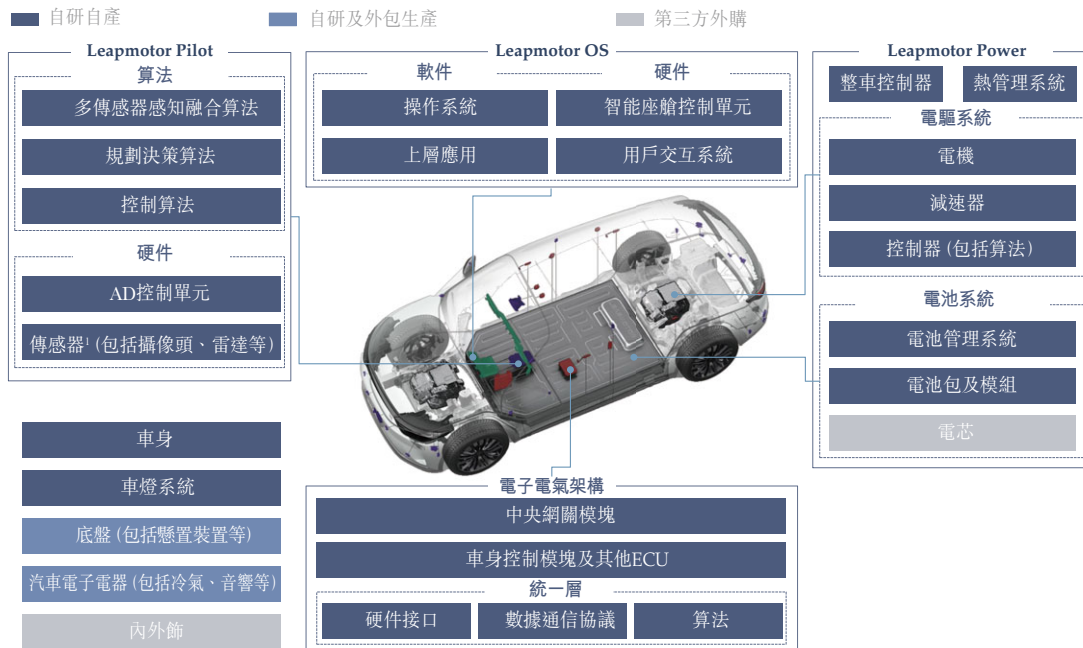 自研自產
自研及外包生產
第三方外購
Leapmotor Pilot
算法
多傳感器感知融合算法
規劃決策算法
控制算法
硬件
AD控制單元
傳感器¹ (包括攝像頭、雷達等)
Leapmotor OS
軟件
硬件
操作系統
智能座艙控制單元
上層應用
用戶交互系統
Leapmotor Power
整車控制器
熱管理系統
電驅系統
電機
減速器
控制器 (包括算法)
電池系統
電池管理系統
電池包及模組
電芯
車身
車燈系統
底盤 (包括懸置裝置等)
汽車電子電器 (包括冷氣、音響等)
內外飾
電子電氣架構
中央網關模塊
車身控制模塊及其他ECU
統一層
硬件接口
數據通信協議
算法